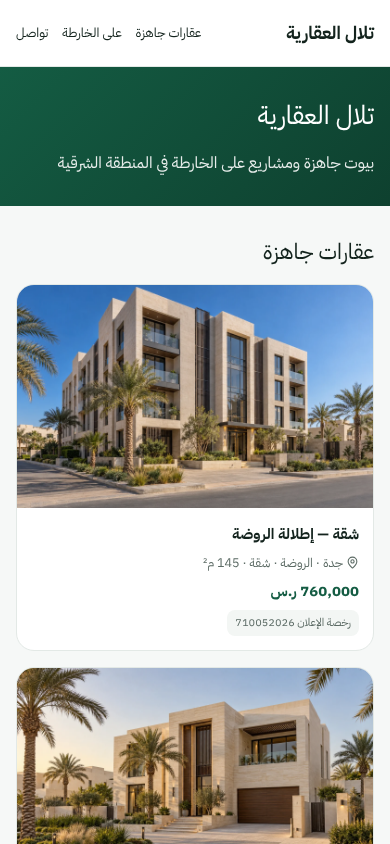 تلال العقارية
عقارات جاهزة
على الخارطة
تواصل
تلال العقارية
بيوت جاهزة ومشاريع على الخارطة في المنطقة الشرقية
عقارات جاهزة
شقة — إطلالة الروضة
جدة · الروضة · شقة · 145 م²
760,000 ر.س
رخصة الإعلان 710052026